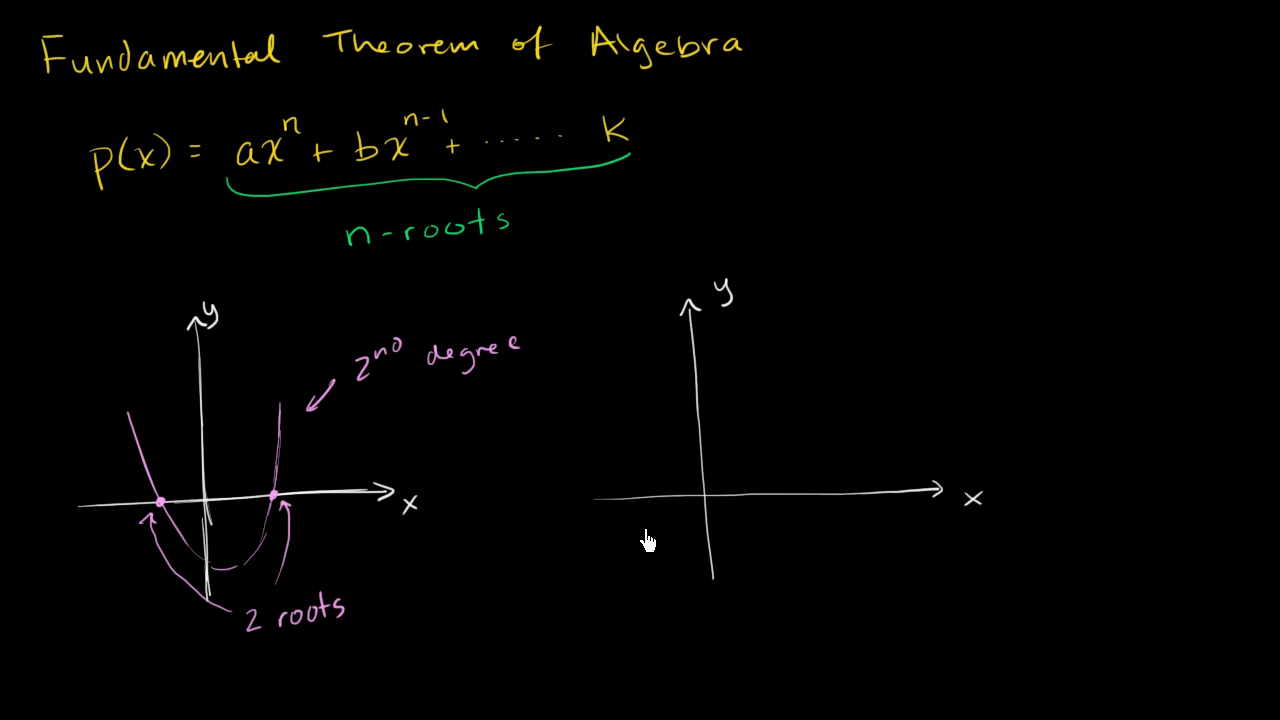 Fundamental Theorem of Algebra
p(x) = ax^n + bx^(n-1) + ...... k
n-roots
y
2nd degree
x
2 roots
y
x